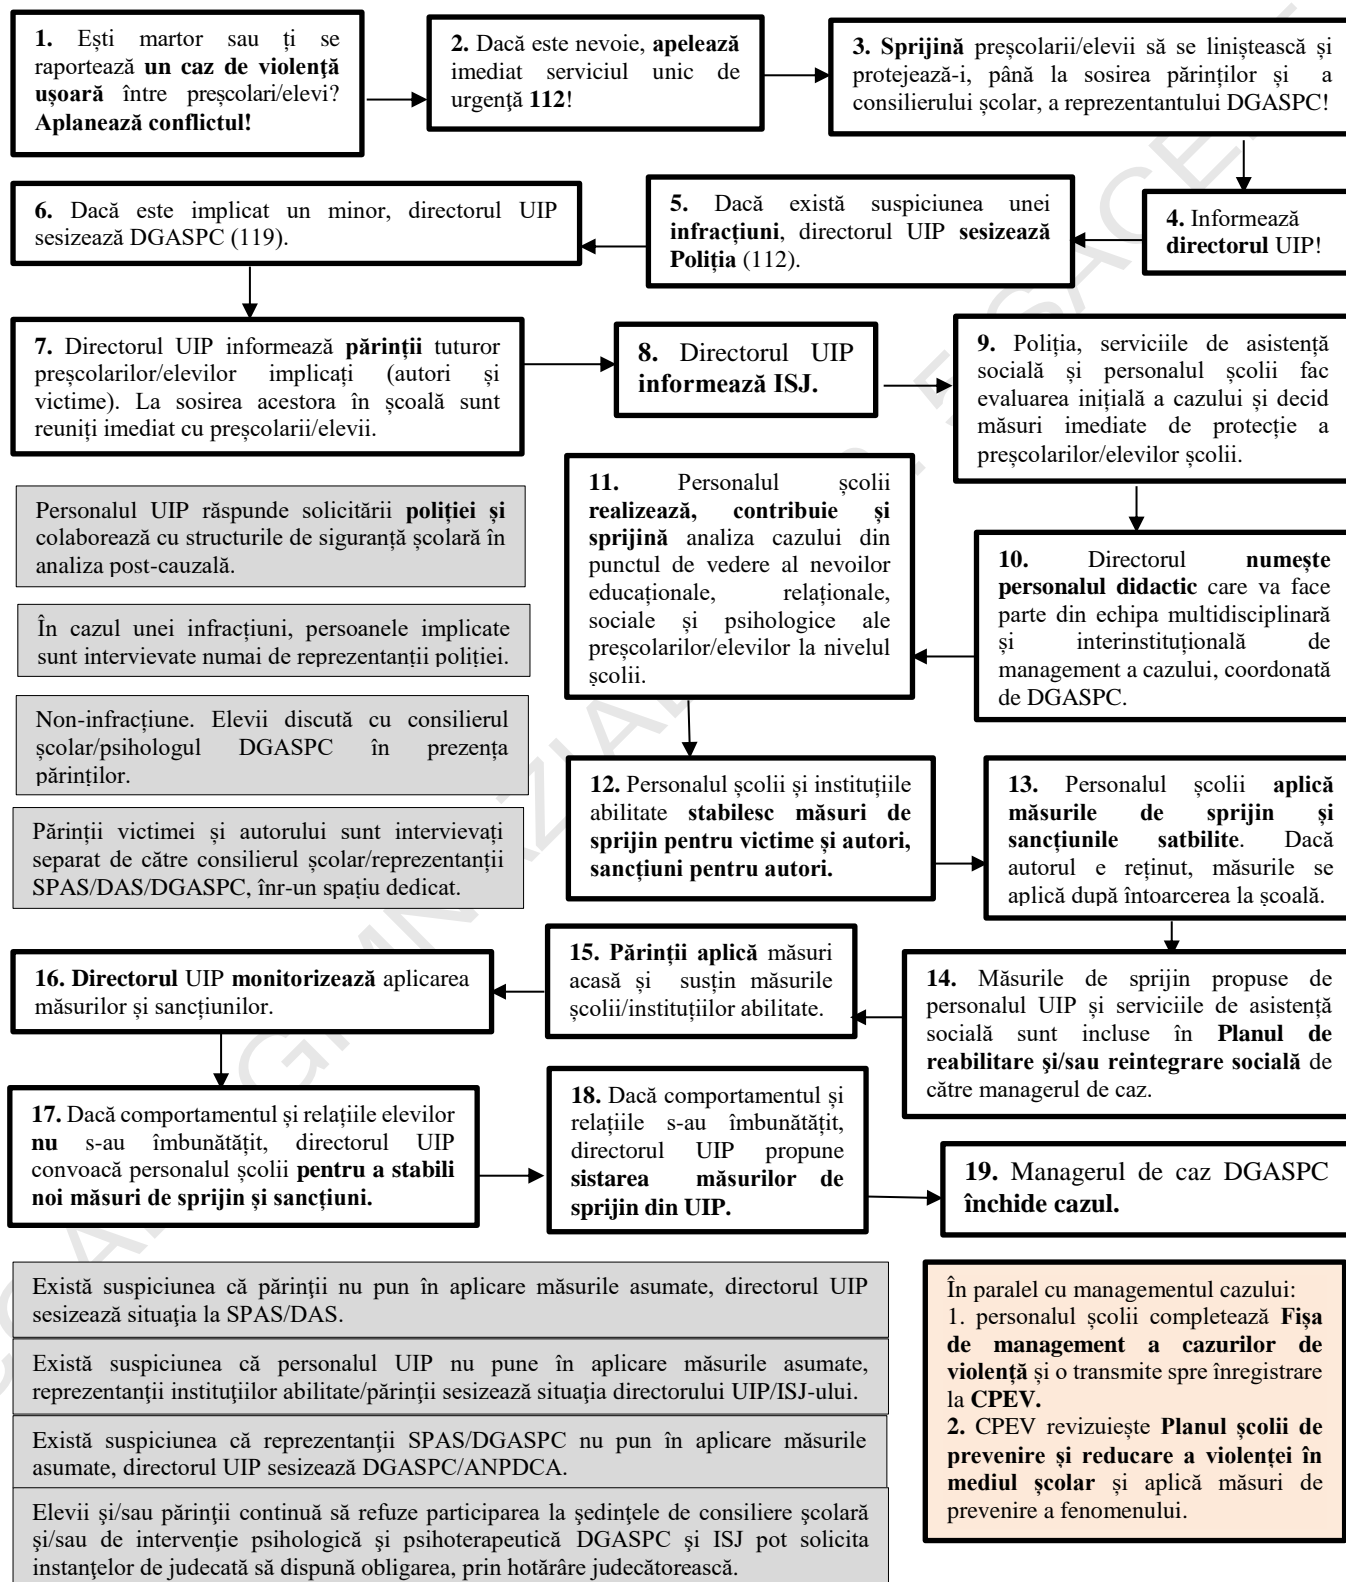 1. Ești martor sau ți se
raportează un caz de violenţă
ușoară între preșcolari/elevi?
Aplanează conflictul!
2. Dacă este nevoie, apelează
imediat serviciul unic de
urgenţă 112!
3. Sprijină preșcolarii/elevii să se liniștească și
protejează-i, până la sosirea părinților și a
consilierului școlar, a reprezentantului DGASPC!
4. Informează
directorul UIP!
5. Dacă există suspiciunea unei
infracțiuni, directorul UIP sesizează
Poliția (112).
6. Dacă este implicat un minor, directorul UIP
sesizează DGASPC (119).
7. Directorul UIP informează părinții tuturor
preșcolarilor/elevilor implicați (autori și
victime). La sosirea acestora în școală sunt
reuniți imediat cu preșcolarii/elevii.
8. Directorul UIP
informează ISJ.
9. Poliția, serviciile de asistență
socială și personalul școlii fac
evaluarea inițială a cazului și decid
măsuri imediate de protecție a
preșcolarilor/elevilor școlii.
10. Directorul numește
personalul didactic care va face
parte din echipa multidisciplinară
și interinstituțională de
management a cazului, coordonată
de DGASPC.
11. Personalul școlii
realizează, contribuie și
sprijină analiza cazului din
punctul de vedere al nevoilor
educaționale, relaționale,
sociale și psihologice ale
preșcolarilor/elevilor la nivelul
școlii.
Personalul UIP răspunde solicitării poliției și
colaborează cu structurile de siguranță școlară în
analiza post-cauzală.
În cazul unei infracțiuni, persoanele implicate
sunt intervievate numai de reprezentanții poliției.
Non-infracțiune. Elevii discută cu consilierul
școlar/psihologul DGASPC în prezența
părinților.
Părinții victimei și autorului sunt intervievați
separat de către consilierul școlar/reprezentanții
SPAS/DAS/DGASPC, înr-un spațiu dedicat.
12. Personalul școlii și instituțiile
abilitate stabilesc măsuri de
sprijin pentru victime și autori,
sancțiuni pentru autori.
13. Personalul școlii aplică
măsurile de sprijin și
sancțiunile satbilite. Dacă
autorul e reținut, măsurile se
aplică după întoarcerea la școală.
14. Măsurile de sprijin propuse de
personalul UIP și serviciile de asistență
socială sunt incluse în Planul de
reabilitare şi/sau reintegrare socială de
către managerul de caz.
15. Părinții aplică măsuri
acasă și susțin măsurile
școlii/instituțiilor abilitate.
16. Directorul UIP monitorizează aplicarea
măsurilor și sancțiunilor.
17. Dacă comportamentul și relațiile elevilor
nu s-au îmbunătățit, directorul UIP
convoacă personalul școlii pentru a stabili
noi măsuri de sprijin și sancțiuni.
18. Dacă comportamentul și
relațiile s-au îmbunătățit,
directorul UIP propune
sistarea măsurilor de
sprijin din UIP.
19. Managerul de caz DGASPC
închide cazul.
Există suspiciunea că părinţii nu pun în aplicare măsurile asumate, directorul UIP
sesizează situaţia la SPAS/DAS.
Există suspiciunea că personalul UIP nu pune în aplicare măsurile asumate,
reprezentanţii instituţiilor abilitate/părinţii sesizează situaţia directorului UIP/ISJ-ului.
Există suspiciunea că reprezentanţii SPAS/DGASPC nu pun în aplicare măsurile
asumate, directorul UIP sesizează DGASPC/ANPDCA.
Elevii şi/sau părinţii continuă să refuze participarea la şedinţele de consiliere şcolară
şi/sau de intervenţie psihologică şi psihoterapeutică DGASPC şi ISJ pot solicita
instanţelor de judecată să dispună obligarea, prin hotărâre judecătorească.
În paralel cu managementul cazului:
1. personalul școlii completează Fișa
de management a cazurilor de
violență și o transmite spre înregistrare
la CPEV.
2. CPEV revizuiește Planul școlii de
prevenire și reducare a violenței în
mediul școlar și aplică măsuri de
prevenire a fenomenului.